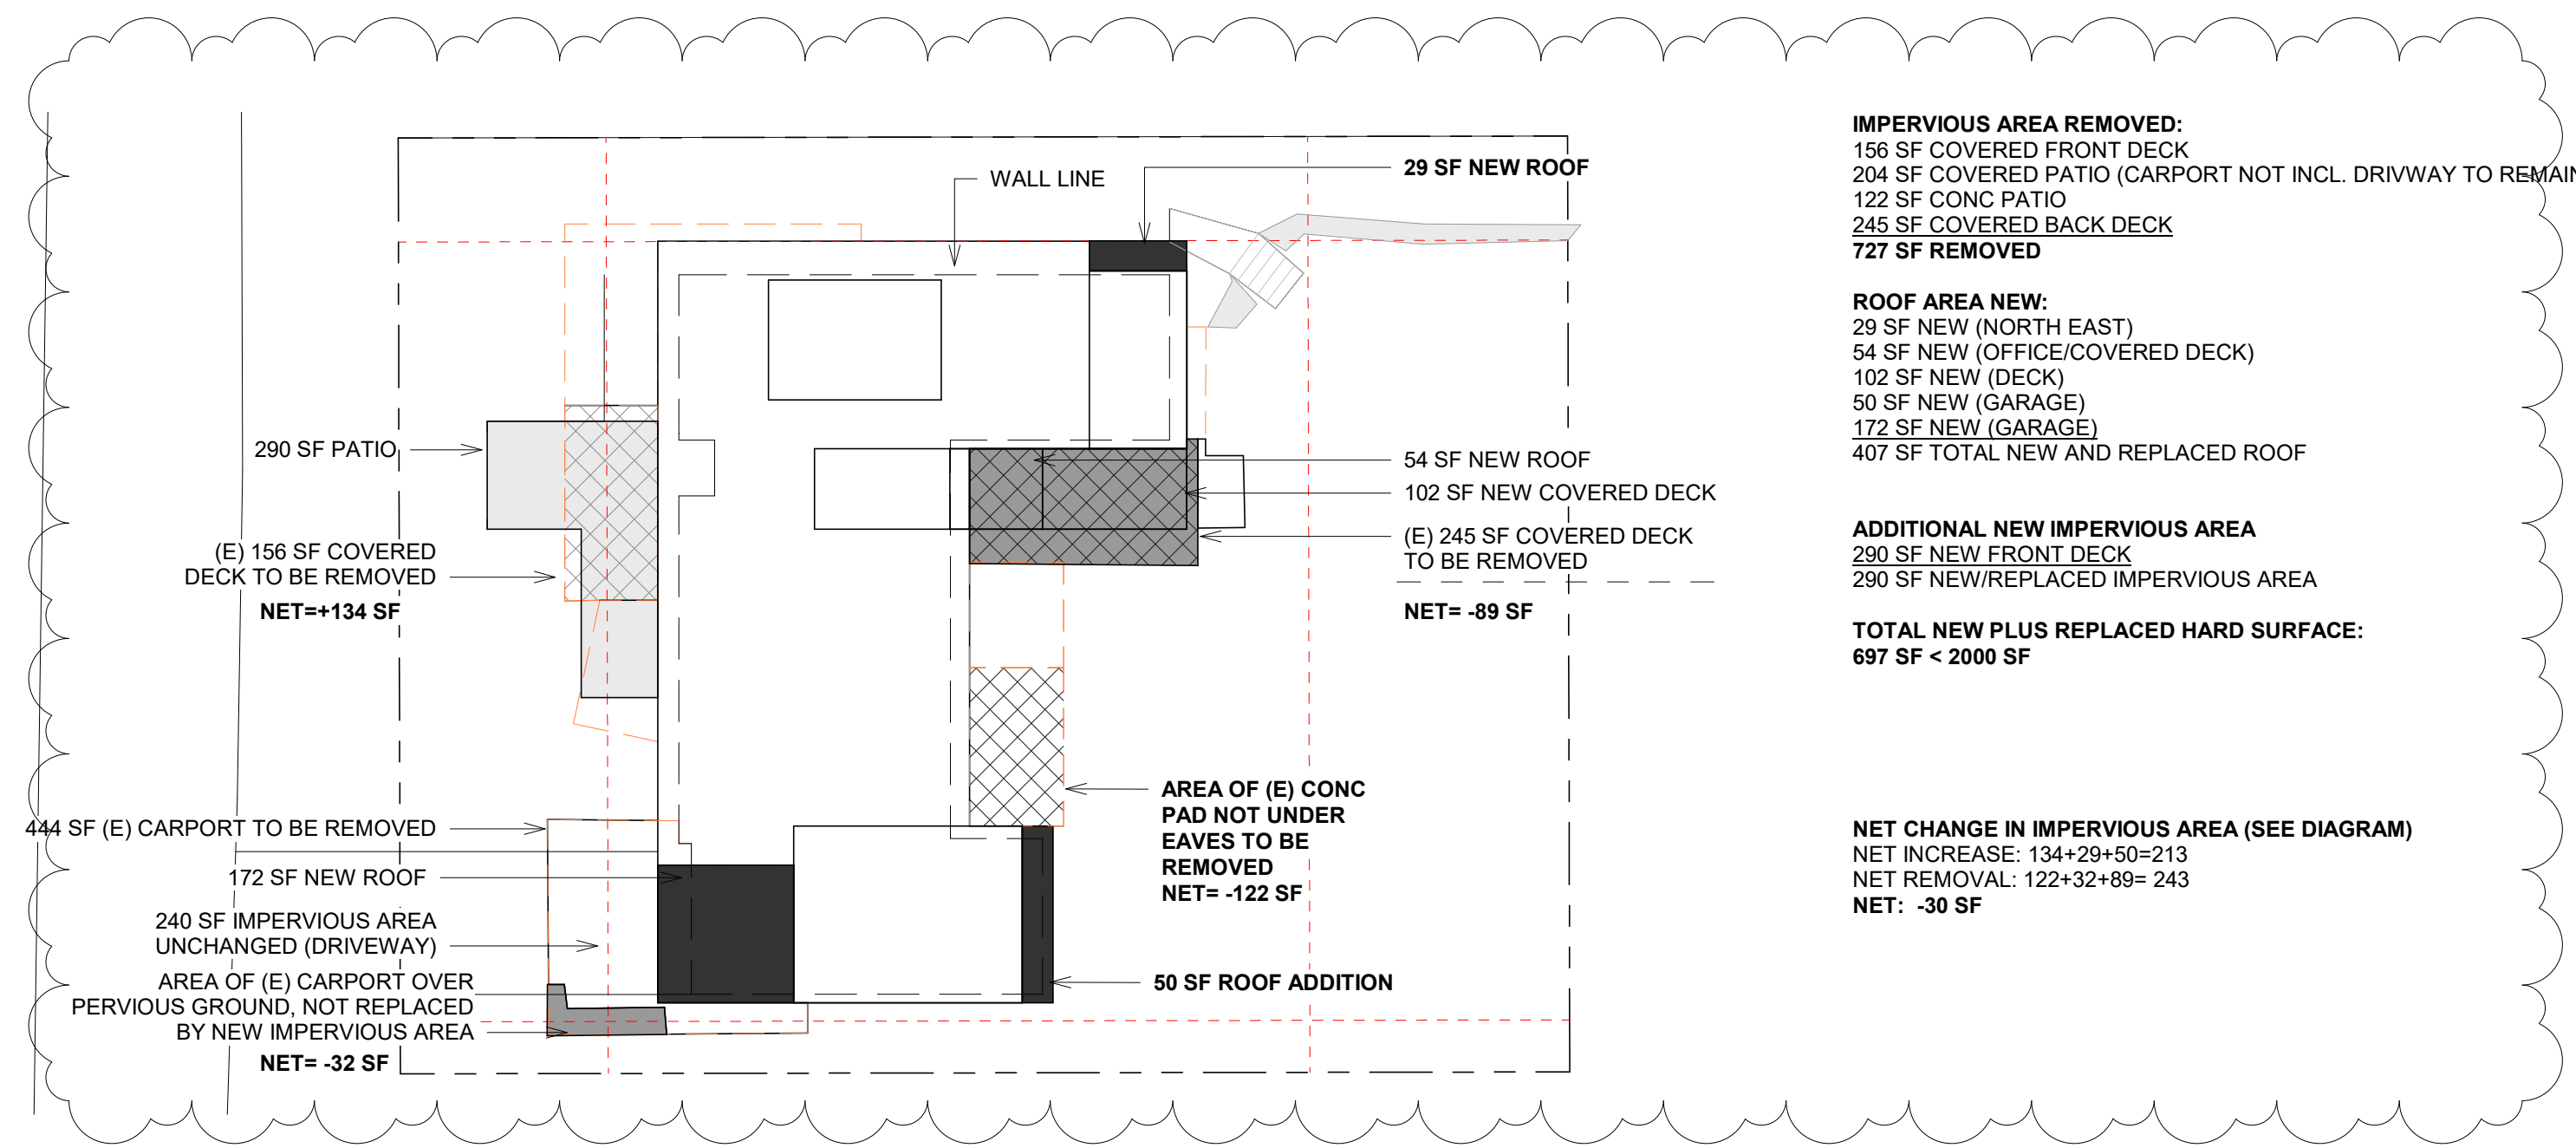 WALL LINE
29 SF NEW ROOF
290 SF PATIO
(E) 156 SF COVERED
DECK TO BE REMOVED
NET=+134 SF
54 SF NEW ROOF
102 SF NEW COVERED DECK
(E) 245 SF COVERED DECK
TO BE REMOVED
NET= -89 SF
AREA OF (E) CONC
PAD NOT UNDER
EAVES TO BE
REMOVED
NET= -122 SF
444 SF (E) CARPORT TO BE REMOVED
172 SF NEW ROOF
240 SF IMPERVIOUS AREA
UNCHANGED (DRIVEWAY)
AREA OF (E) CARPORT OVER
PERVIOUS GROUND, NOT REPLACED
BY NEW IMPERVIOUS AREA
NET= -32 SF
50 SF ROOF ADDITION
IMPERVIOUS AREA REMOVED:
156 SF COVERED FRONT DECK
204 SF COVERED PATIO (CARPORT NOT INCL. DRIVWAY TO REMAIN
122 SF CONC PATIO
245 SF COVERED BACK DECK
727 SF REMOVED
ROOF AREA NEW:
29 SF NEW (NORTH EAST)
54 SF NEW (OFFICE/COVERED DECK)
102 SF NEW (DECK)
50 SF NEW (GARAGE)
172 SF NEW (GARAGE)
407 SF TOTAL NEW AND REPLACED ROOF
ADDITIONAL NEW IMPERVIOUS AREA
290 SF NEW FRONT DECK
290 SF NEW/REPLACED IMPERVIOUS AREA
TOTAL NEW PLUS REPLACED HARD SURFACE:
697 SF < 2000 SF
NET CHANGE IN IMPERVIOUS AREA (SEE DIAGRAM)
NET INCREASE: 134+29+50=213
NET REMOVAL: 122+32+89= 243
NET: -30 SF